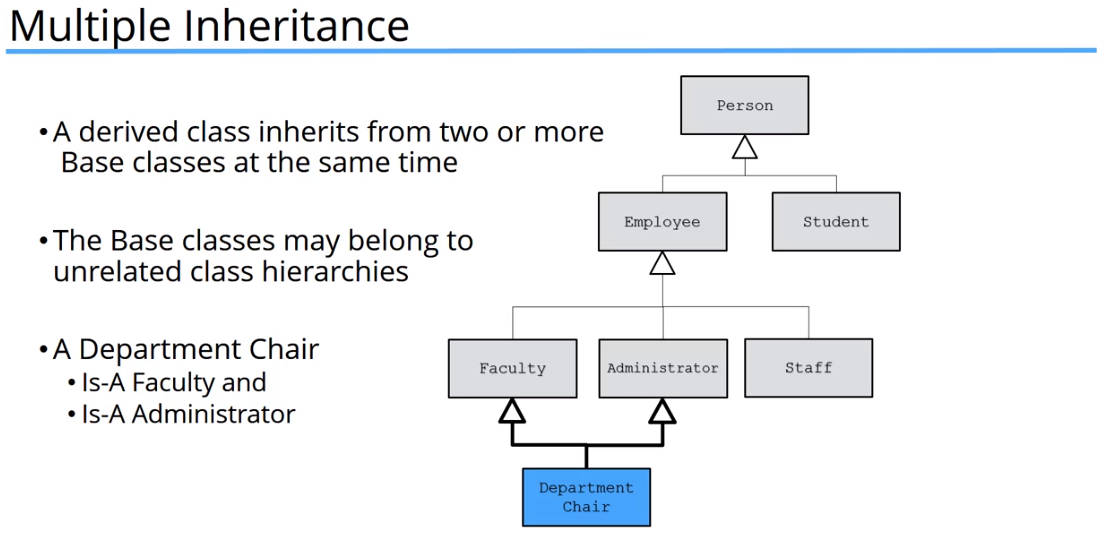 Multiple Inheritance
•A derived class inherits from two or more
Base classes at the same time
•The Base classes may belong to
unrelated class hierarchies
•A Department Chair
•Is-A Faculty and
•Is-A Administrator
Person
Employee
Student
Faculty
Administrator
Staff
Department
Chair